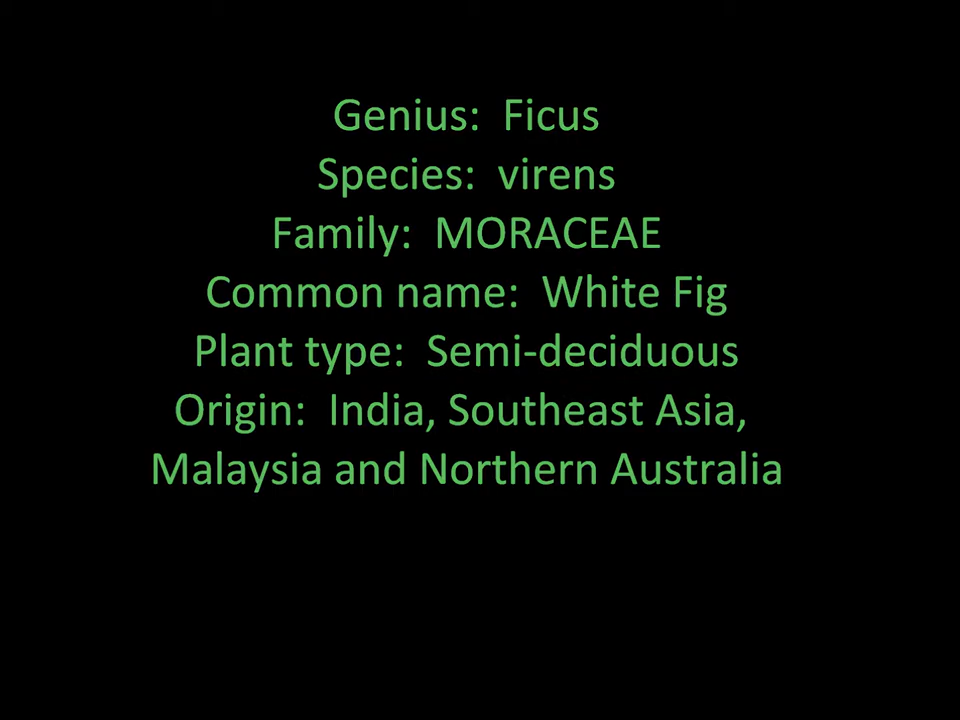 Genius: Ficus
Species: virens
Family: MORACEAE
Common name: White Fig
Plant type: Semi-deciduous
Origin: India, Southeast Asia,
Malaysia and Northern Australia